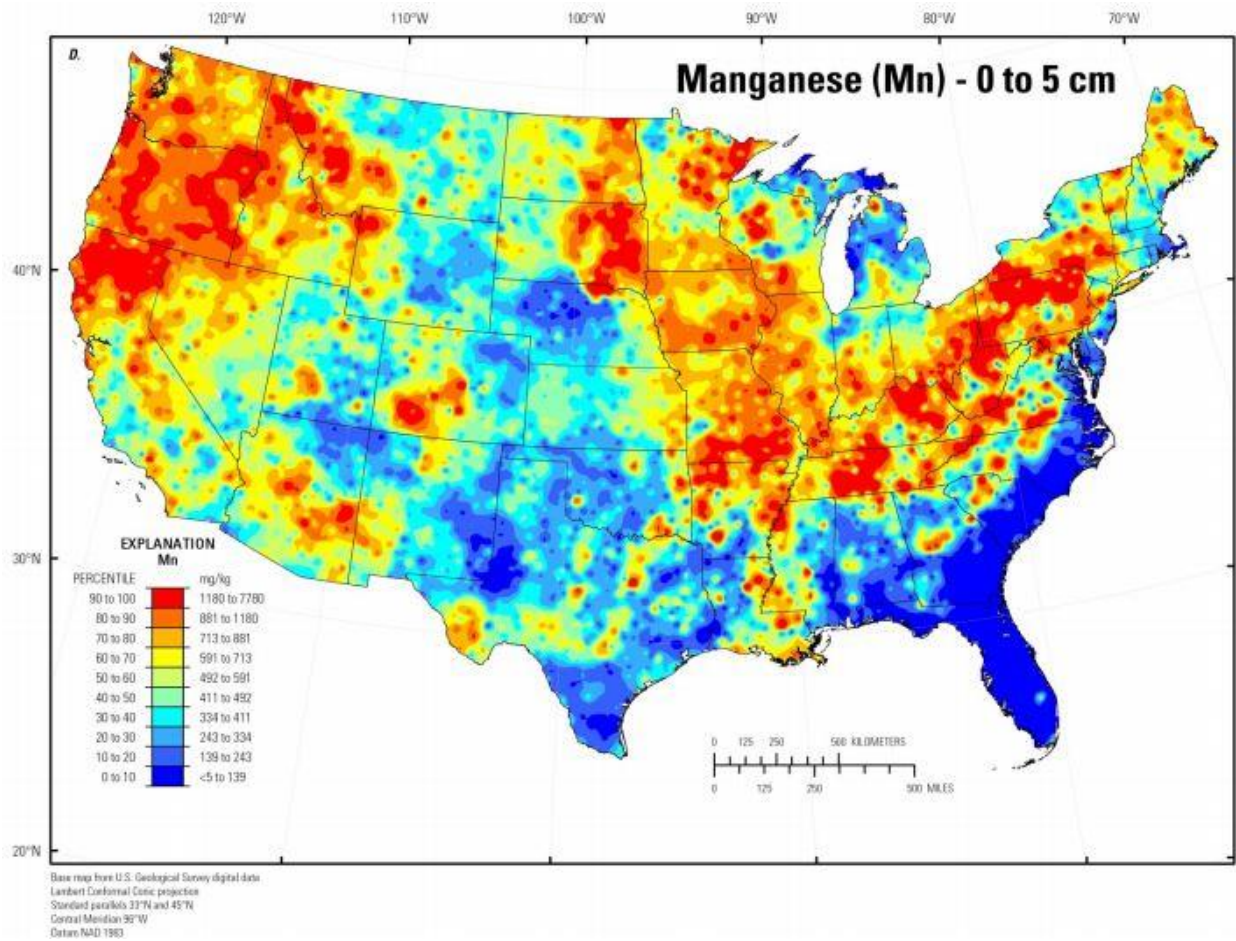 120°W 110°W 100°W 90°W 80°W 70°W
D.
Manganese (Mn) - 0 to 5 cm
40°N
30°N
20°N
EXPLANATION
Mn
PERCENTILE mg/kg
90 to 100 1180 to 7780
80 to 90 881 to 1180
70 to 80 713 to 881
60 to 70 591 to 713
50 to 60 492 to 591
40 to 50 411 to 492
30 to 40 334 to 411
20 to 30 243 to 334
10 to 20 139 to 243
0 to 10 <5 to 139
0 125 250 500 KILOMETERS
0 125 250 500 MILES
Base map from U.S. Geological Survey digital data
Lambert Conformal Conic projection
Standard parallels 33°N and 45°N
Central Meridian 96°W
Datum NAD 1983